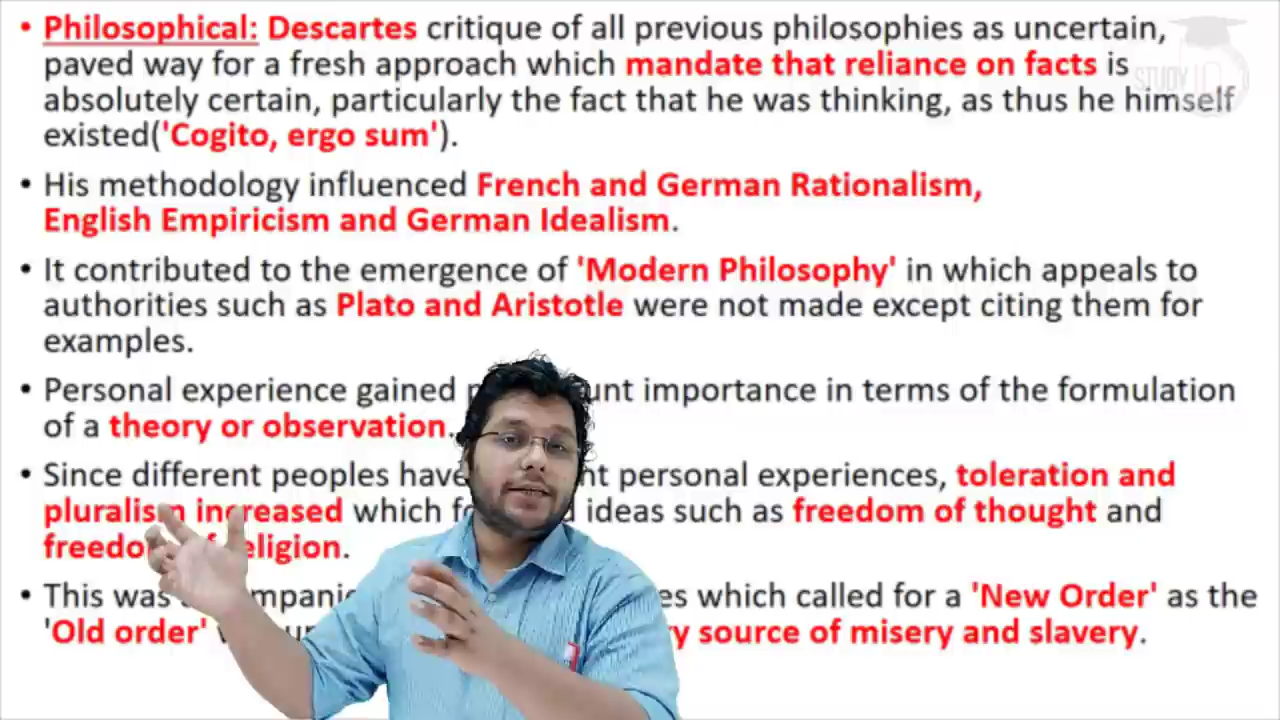 • Philosophical: Descartes critique of all previous philosophies as uncertain,
paved way for a fresh approach which mandate that reliance on facts is
absolutely certain, particularly the fact that he was thinking, as thus he himself
existed('Cogito, ergo sum').
• His methodology influenced French and German Rationalism,
English Empiricism and German Idealism.
• It contributed to the emergence of 'Modern Philosophy' in which appeals to
authorities such as Plato and Aristotle were not made except citing them for
examples.
• Personal experience gained importance in terms of the formulation
of a theory or observation.
• Since different peoples have personal experiences, toleration and
pluralism increased which ideas such as freedom of thought and
freedom of religion.
• This was which called for a 'New Order' as the
'Old order' source of misery and slavery.
STUDY IQ